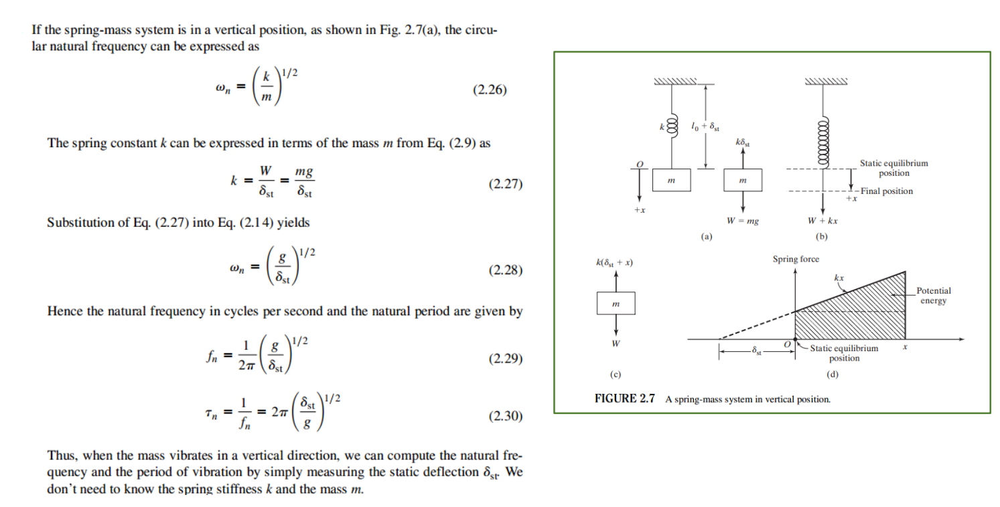 If the spring-mass system is in a vertical position, as shown in Fig. 2.7(a), the circu-
lar natural frequency can be expressed as
ωn = (k/m)^1/2 (2.26)
The spring constant k can be expressed in terms of the mass m from Eq. (2.9) as
k = W/δst = mg/δst (2.27)
Substitution of Eq. (2.27) into Eq. (2.14) yields
ωn = (g/δst)^1/2 (2.28)
Hence the natural frequency in cycles per second and the natural period are given by
fn = 1/2π (g/δst)^1/2 (2.29)
τn = 1/fn = 2π(δst/g)^1/2 (2.30)
Thus, when the mass vibrates in a vertical direction, we can compute the natural fre-
quency and the period of vibration by simply measuring the static deflection δst. We
don't need to know the spring stiffness k and the mass m.
k
l0 + δst
kδst
O
m
m
+x
W = mg
(a)
Static equilibrium
position
Final position
+x
W + kx
(b)
k(δst + x)
m
W
(c)
Spring force
kx
Potential
energy
δst
O
Static equilibrium
position
x
(d)
FIGURE 2.7 A spring-mass system in vertical position.